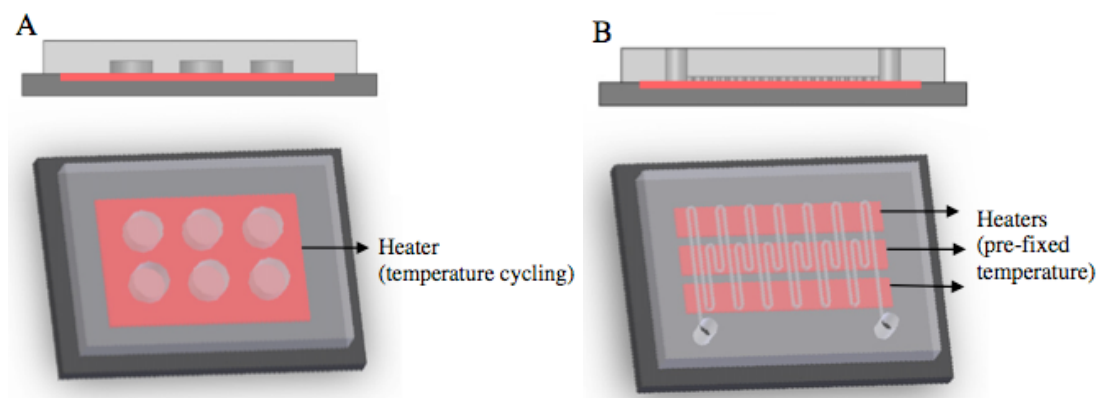 A
B
Heater
(temperature cycling)
Heaters
(pre-fixed
temperature)